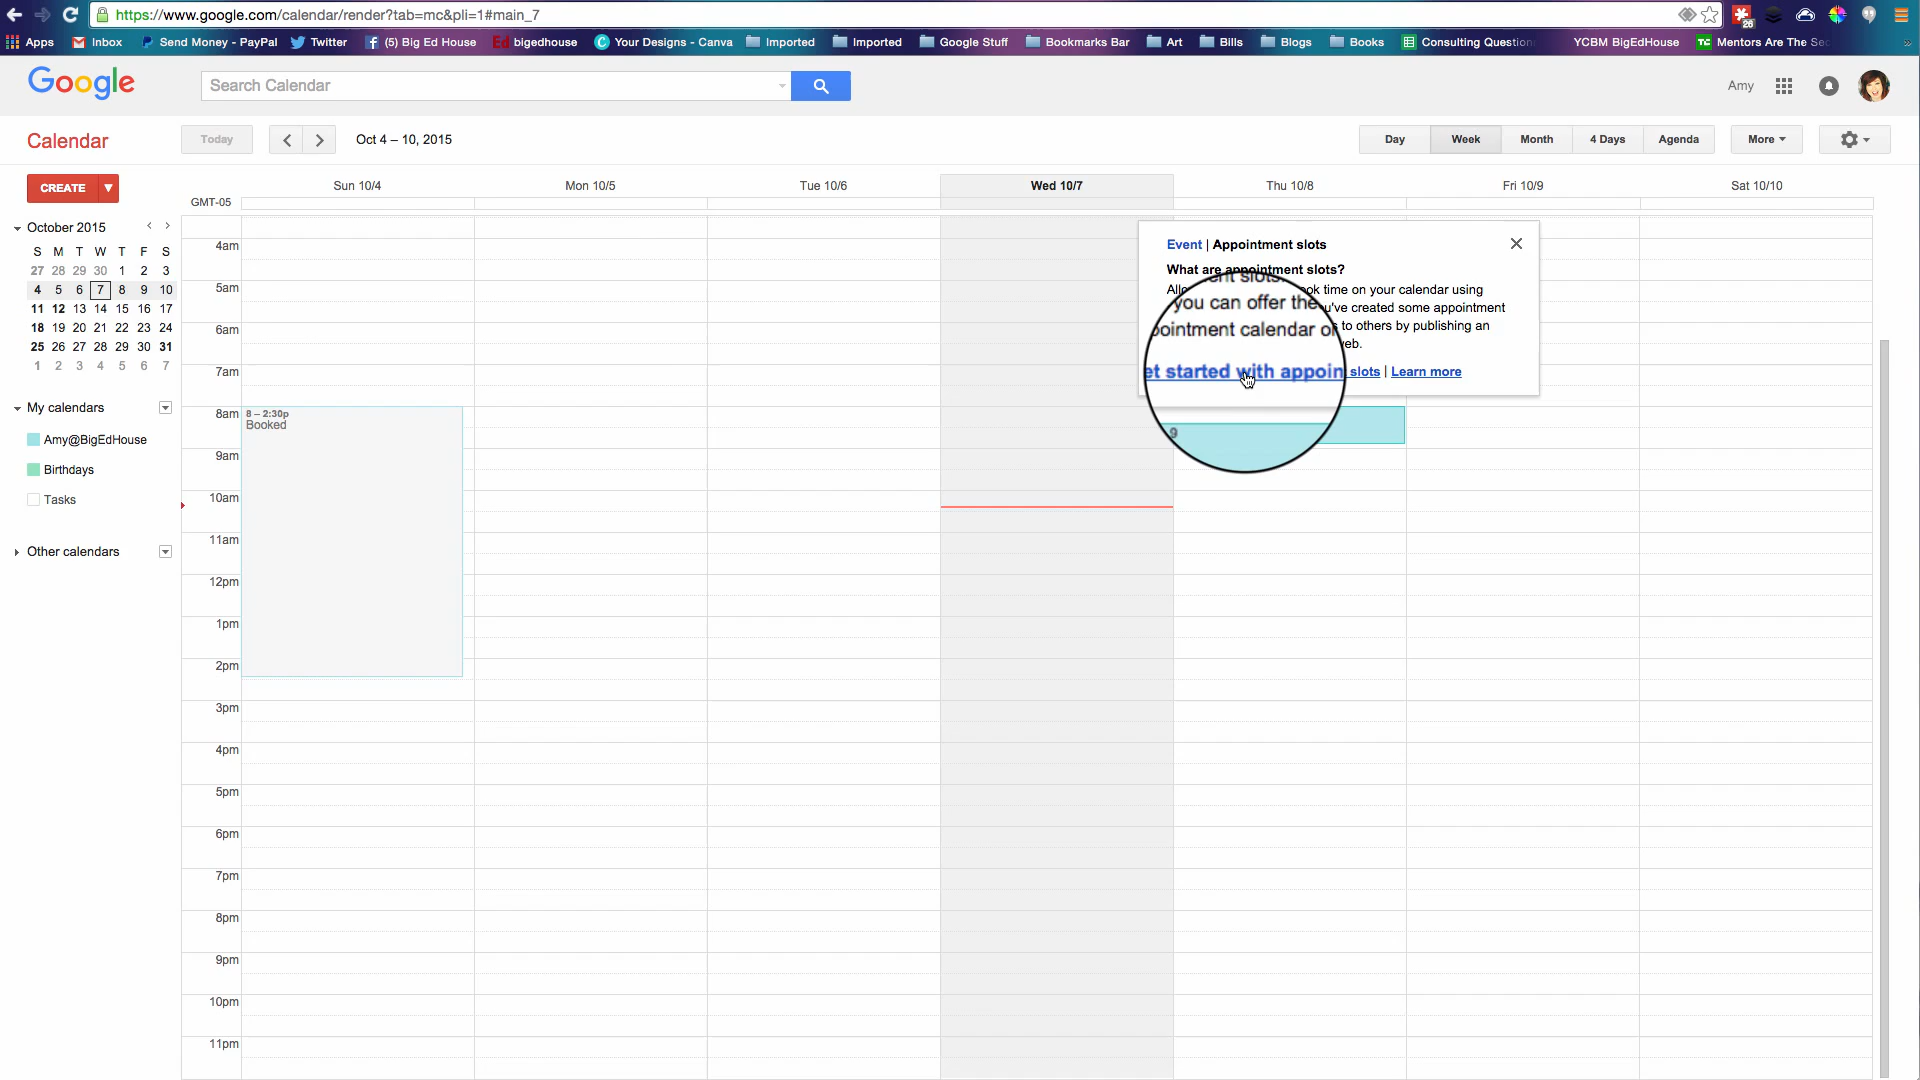 https://www.google.com/calendar/render?tab=mc&pli=1#main_7
26
Apps Inbox Send Money - PayPal Twitter (5) Big Ed House bigedhouse Your Designs - Canva Imported Imported Google Stuff Bookmarks Bar Art Bills Blogs Books Consulting Question YCBM BigEdHouse Mentors Are The Sec
Google
Search Calendar
Amy
Calendar
Today
Oct 4 – 10, 2015
Day Week Month 4 Days Agenda More
CREATE
Sun 10/4 Mon 10/5 Tue 10/6 Wed 10/7 Thu 10/8 Fri 10/9 Sat 10/10
GMT-05
October 2015
S M T W T F S
27 28 29 30 1 2 3
4 5 6 7 8 9 10
11 12 13 14 15 16 17
18 19 20 21 22 23 24
25 26 27 28 29 30 31
1 2 3 4 5 6 7
My calendars
Amy@BigEdHouse
Birthdays
Tasks
Other calendars
4am
5am
6am
7am
8am
9am
10am
11am
12pm
1pm
2pm
3pm
4pm
5pm
6pm
7pm
8pm
9pm
10pm
11pm
8 – 2:30p
Booked
Event | Appointment slots
What are appointment slots?
time on your calendar using
you can offer the
created some appointment
calendar
to others by publishing an
started with appoin slots | Learn more
9